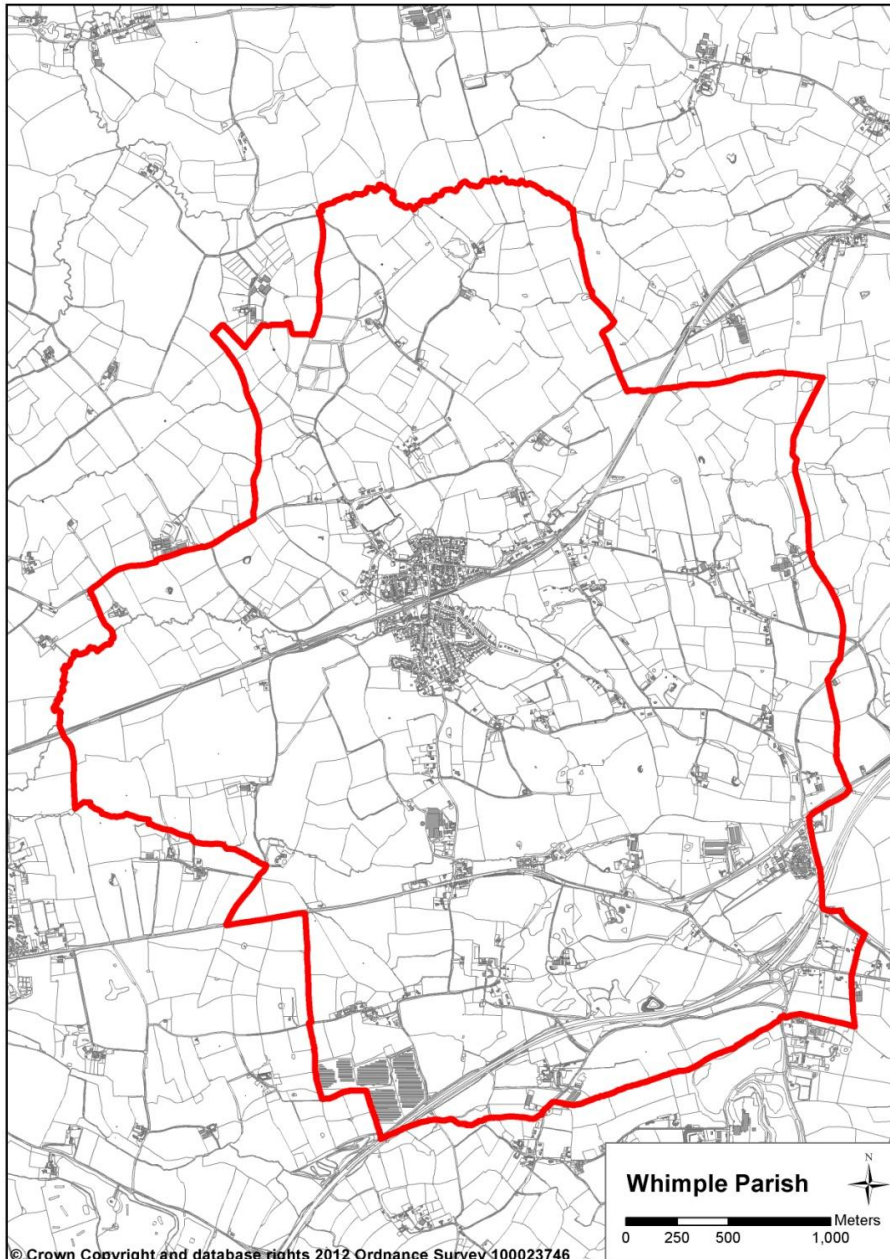 Whimple Parish
N
Meters
0 250 500 1,000
© Crown Copyright and database rights 2012 Ordnance Survey 100023746